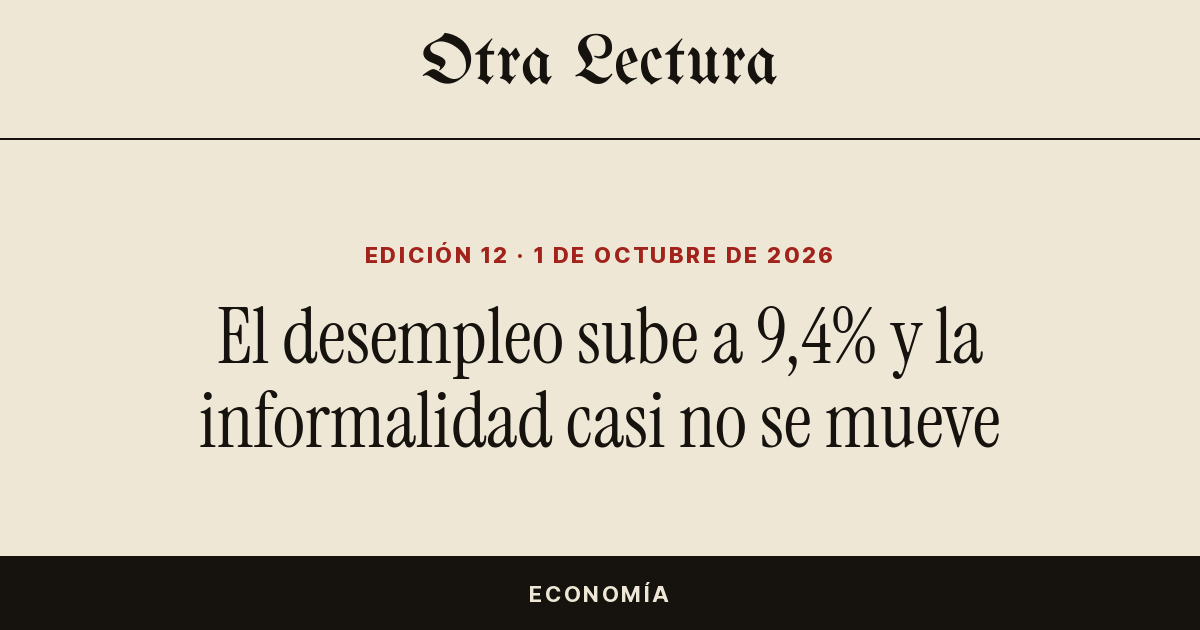 Otra Lectura
EDICIÓN 12 · 1 DE OCTUBRE DE 2026
El desempleo sube a 9,4% y la
informalidad casi no se mueve
ECONOMÍA